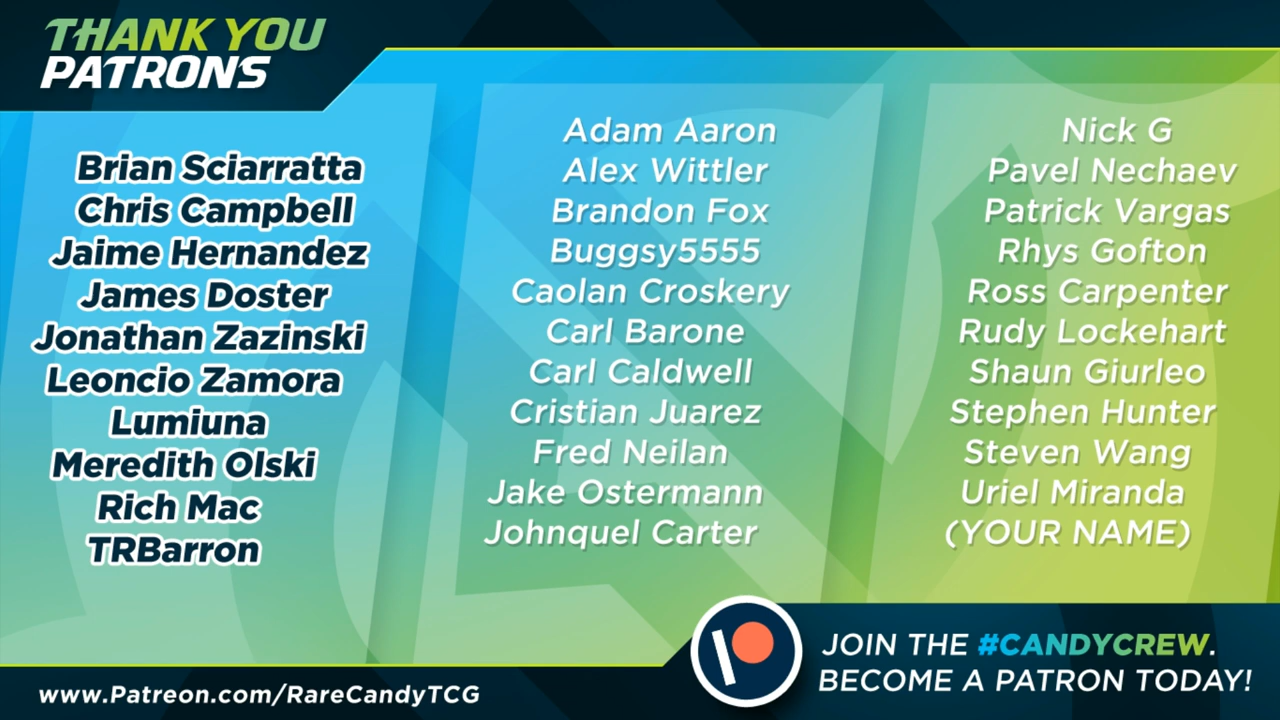 THANK YOU
PATRONS
Brian Sciarratta
Chris Campbell
Jaime Hernandez
James Doster
Jonathan Zazinski
Leoncio Zamora
Lumiuna
Meredith Olski
Rich Mac
TRBarron
Adam Aaron
Alex Wittler
Brandon Fox
Buggsy5555
Caolan Croskery
Carl Barone
Carl Caldwell
Cristian Juarez
Fred Neilan
Jake Ostermann
Johnquel Carter
Nick G
Pavel Nechaev
Patrick Vargas
Rhys Gofton
Ross Carpenter
Rudy Lockehart
Shaun Giurleo
Stephen Hunter
Steven Wang
Uriel Miranda
(YOUR NAME)
www.Patreon.com/RareCandyTCG
JOIN THE #CANDYCREW.
BECOME A PATRON TODAY!